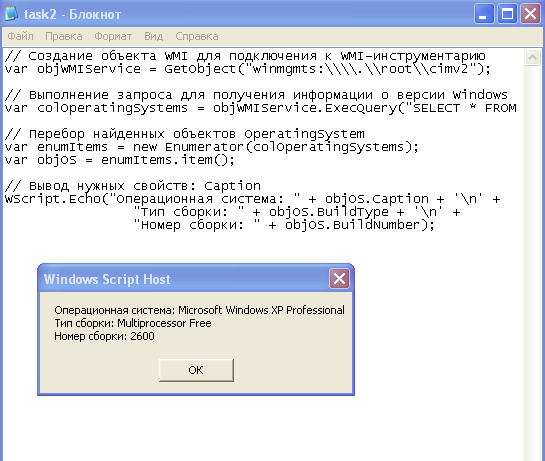 task2 - Блокнот
Файл Правка Формат Вид Справка
// Создание объекта WMI для подключения к WMI-инструментарию
var objWMIService = GetObject("winmgmts:\\\\.\\root\\cimv2");
// Выполнение запроса для получения информации о версии Windows
var colOperatingSystems = objWMIService.ExecQuery("SELECT * FROM
// Перебор найденных объектов OperatingSystem
var enumItems = new Enumerator(colOperatingSystems);
var objOS = enumItems.item();
// Вывод нужных свойств: Caption
WScript.Echo("Операционная система: " + objOS.Caption + '\n' +
"Тип сборки: " + objOS.BuildType + '\n' +
"Номер сборки: " + objOS.BuildNumber);
Windows Script Host
Операционная система: Microsoft Windows XP Professional
Тип сборки: Multiprocessor Free
Номер сборки: 2600
OK